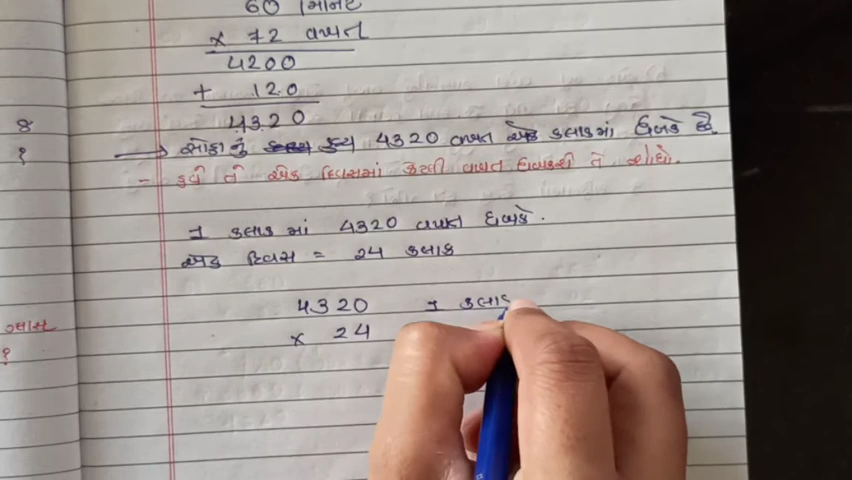 60 મિનિટ
x 72 વખત
4200
+ 120
4320
→ સોફાનું હ્રદય 4320 વખત એક કલાકમાં ધબકે છે.
- હવે તે એક દિવસમાં કેટલી વખત ધબકશે તે શોધો.
1 કલાક માં 4320 વખત ધબકે.
એક દિવસ = 24 કલાક
4320 1 કલાક
x 24